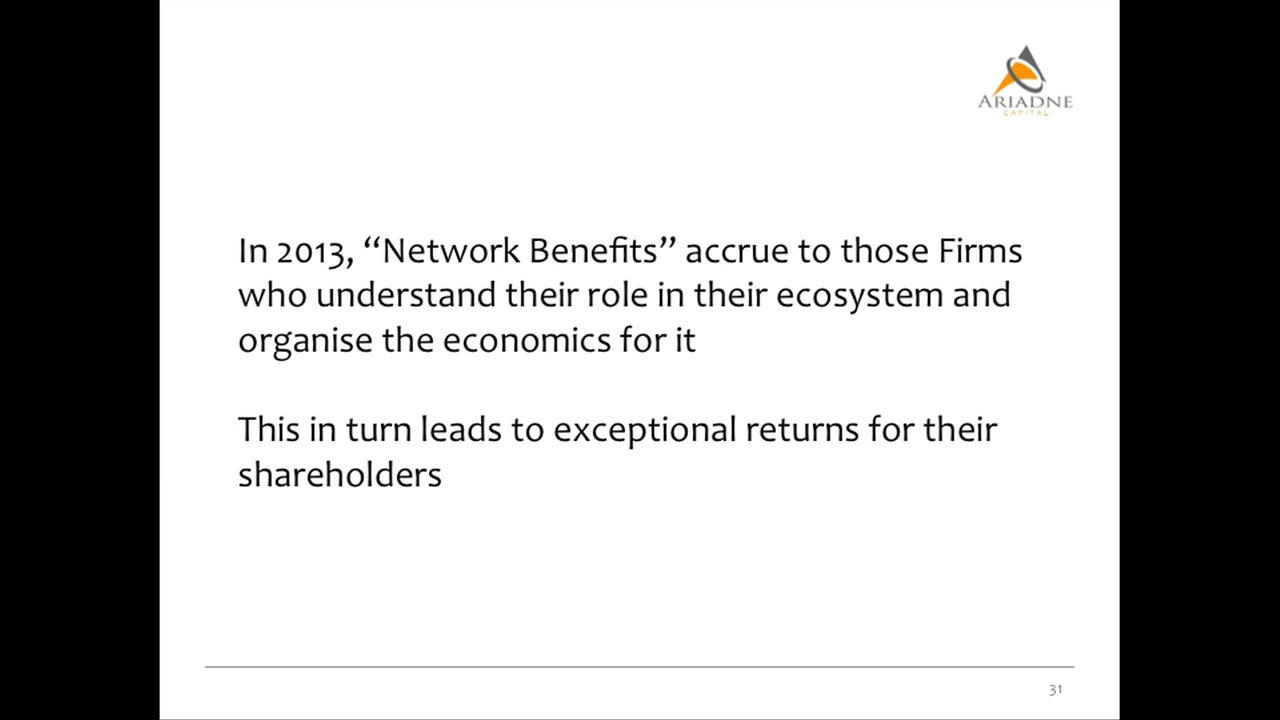 ARIADNE
CAPITAL
In 2013, “Network Benefits” accrue to those Firms
who understand their role in their ecosystem and
organise the economics for it
This in turn leads to exceptional returns for their
shareholders
31